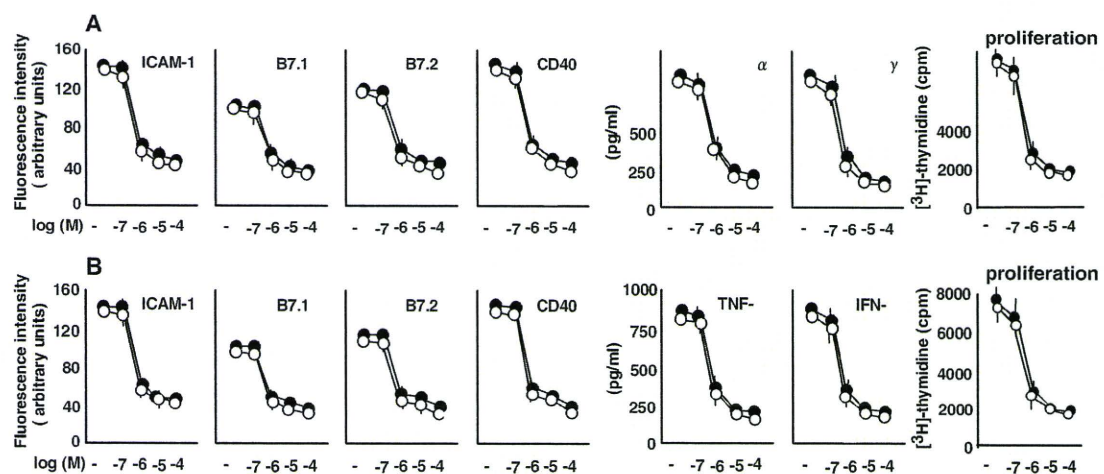 A
proliferation
Fluorescence intensity
( arbitrary units)
160
120
80
40
0
ICAM-1
B7.1
B7.2
CD40
(pg/ml)
500
250
0
α
γ
[3H]-thymidine (cpm)
4000
2000
0
log (M) - -7 -6 -5 -4 - -7 -6 -5 -4 - -7 -6 -5 -4 - -7 -6 -5 -4 - -7 -6 -5 -4 - -7 -6 -5 -4 - -7 -6 -5 -4
B
proliferation
Fluorescence intensity
( arbitrary units)
160
120
80
40
0
ICAM-1
B7.1
B7.2
CD40
(pg/ml)
1000
750
500
250
0
TNF-
IFN-
[3H]-thymidine (cpm)
8000
6000
4000
2000
0
log (M) - -7 -6 -5 -4 - -7 -6 -5 -4 - -7 -6 -5 -4 - -7 -6 -5 -4 - -7 -6 -5 -4 - -7 -6 -5 -4 - -7 -6 -5 -4